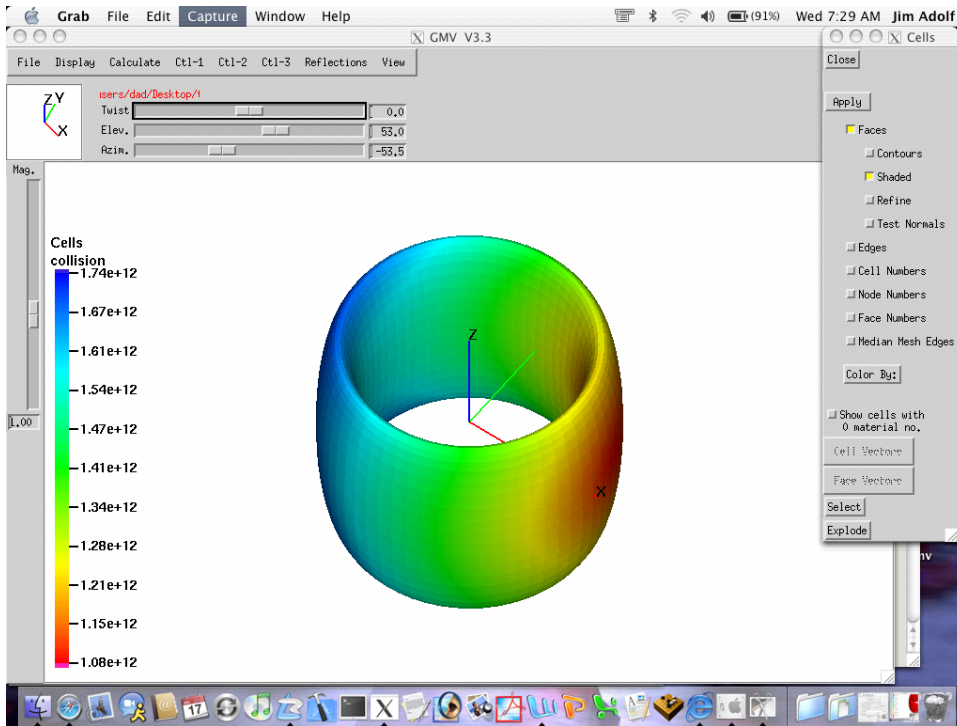 Grab File Edit Capture Window Help (91%) Wed 7:29 AM Jim Adolf
X GMV V3.3
X Cells
File Display Calculate Ctl-1 Ctl-2 Ctl-3 Reflections View
Close
ZY
X
isers/dad/Desktop/
Twist 0.0
Elev. 53.0
Azim. -53.5
Apply
Faces
Contours
Shaded
Refine
Test Normals
Edges
Cell Numbers
Node Numbers
Face Numbers
Median Mesh Edges
Color By:
Show cells with
0 material no.
Cell Vectors
Face Vectors
Select
Explode
Mag.
1.00
Cells
collision
1.74e+12
1.67e+12
1.61e+12
1.54e+12
1.47e+12
1.41e+12
1.34e+12
1.28e+12
1.21e+12
1.15e+12
1.08e+12
Z
X
nv
17